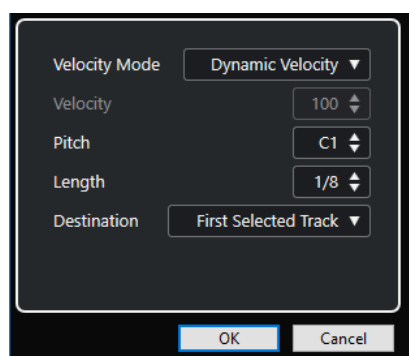 Velocity Mode Dynamic Velocity
Velocity 100
Pitch C1
Length 1/8
Destination First Selected Track
OK Cancel